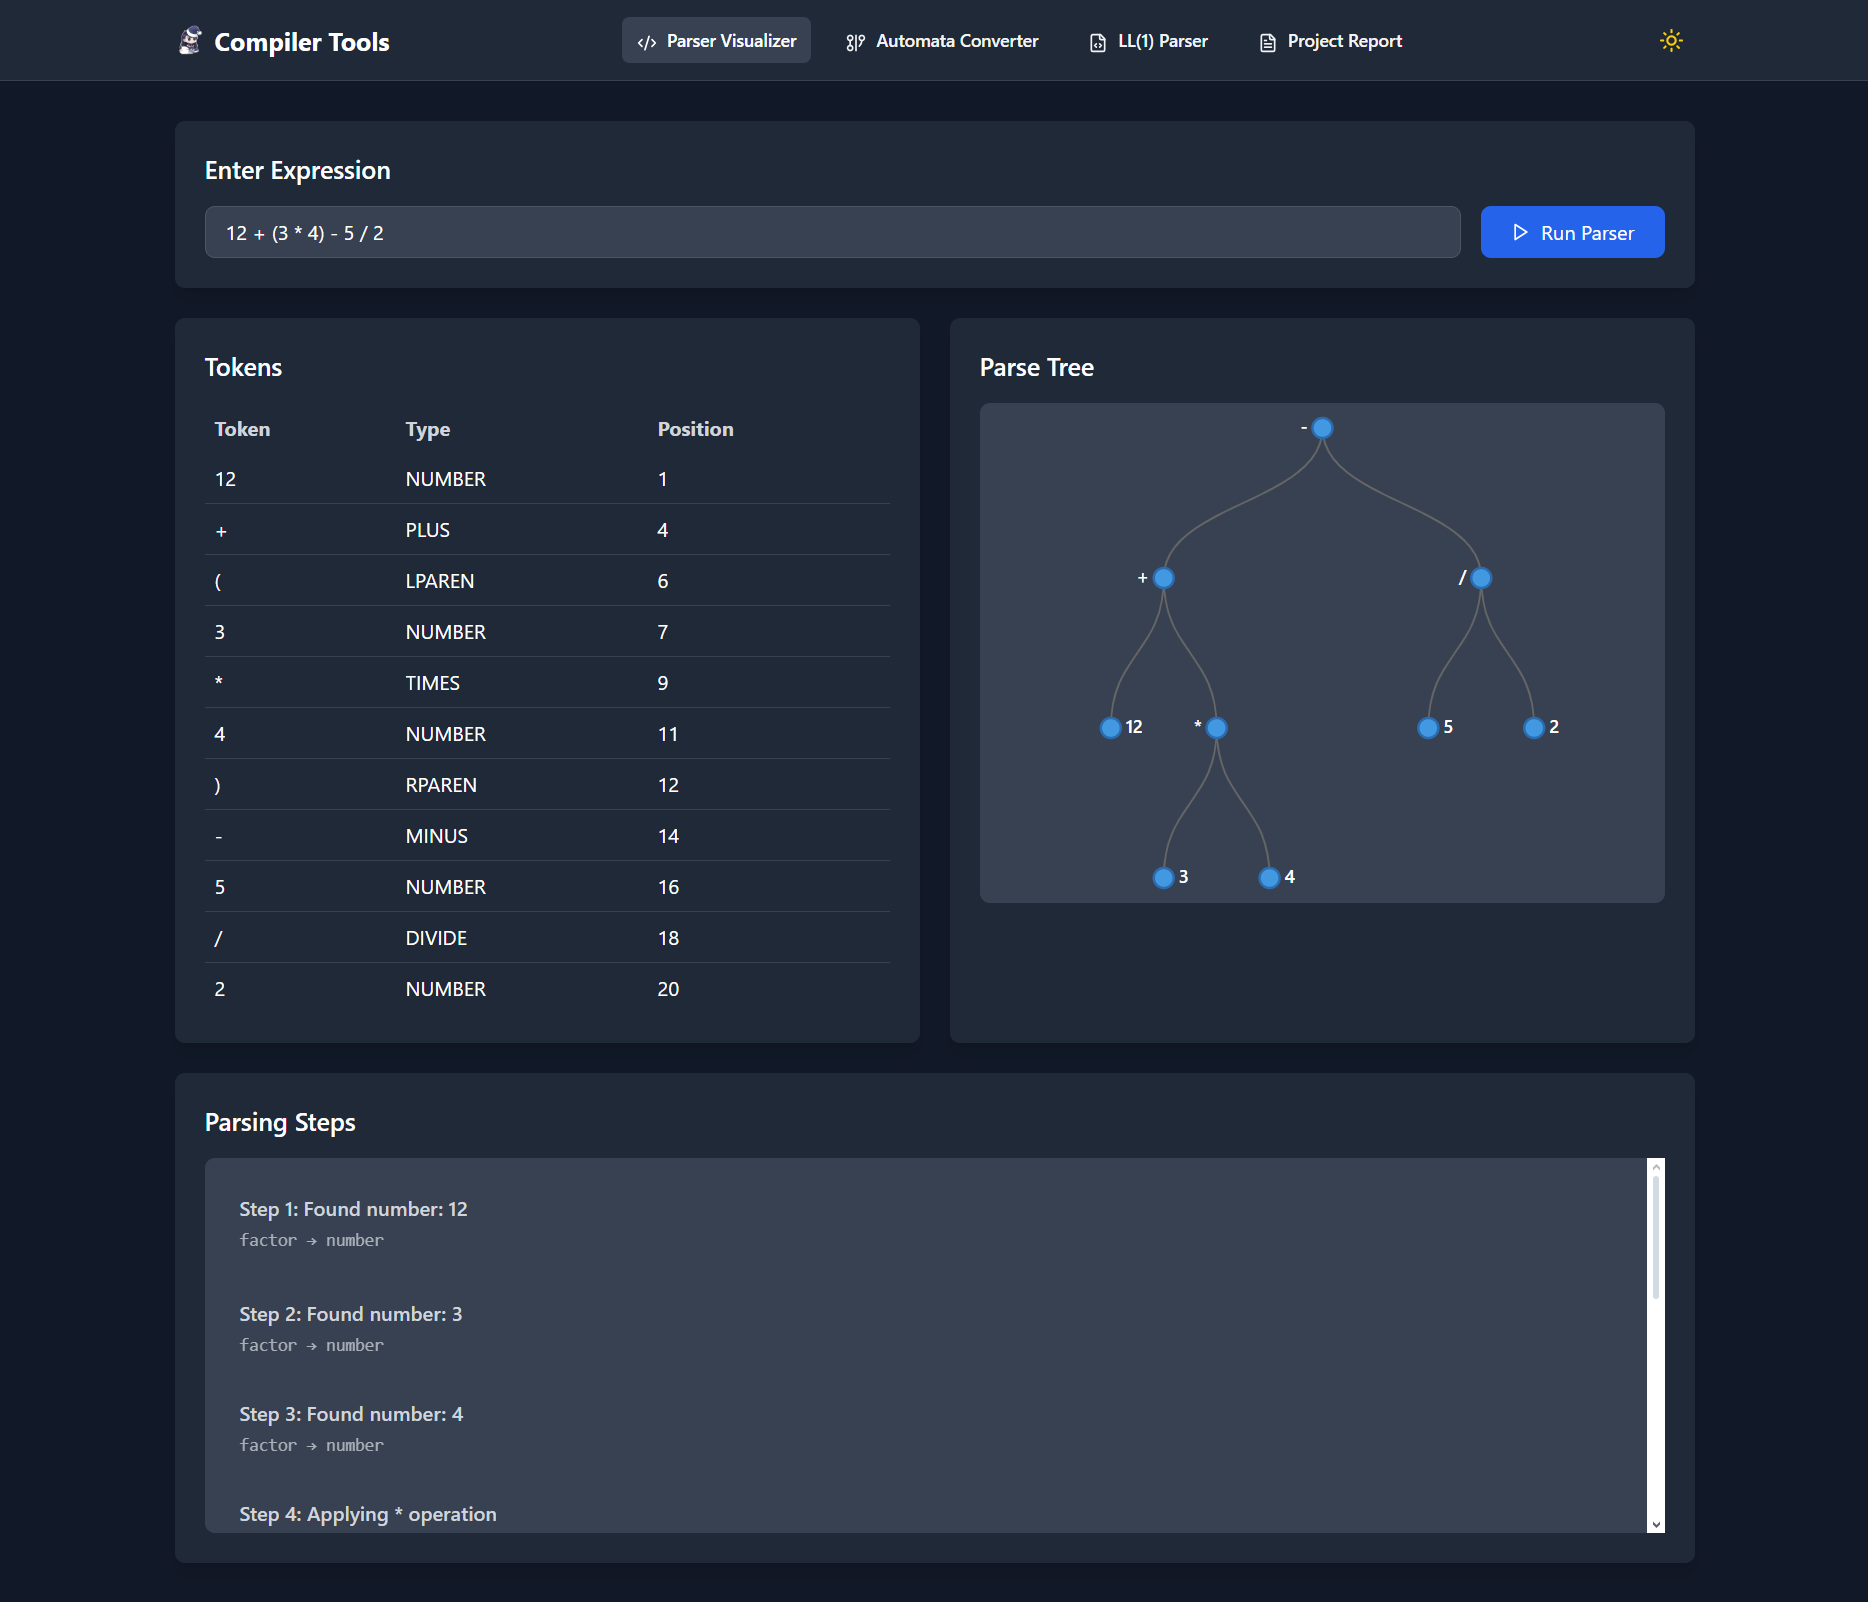 Compiler Tools
Parser Visualizer
Automata Converter
LL(1) Parser
Project Report
Enter Expression
12 + (3 * 4) - 5 / 2
Run Parser
Tokens
Token Type Position
12 NUMBER 1
+ PLUS 4
( LPAREN 6
3 NUMBER 7
* TIMES 9
4 NUMBER 11
) RPAREN 12
- MINUS 14
5 NUMBER 16
/ DIVIDE 18
2 NUMBER 20
Parse Tree
-
+ /
12 * 5 2
3 4
Parsing Steps
Step 1: Found number: 12
factor → number
Step 2: Found number: 3
factor → number
Step 3: Found number: 4
factor → number
Step 4: Applying * operation